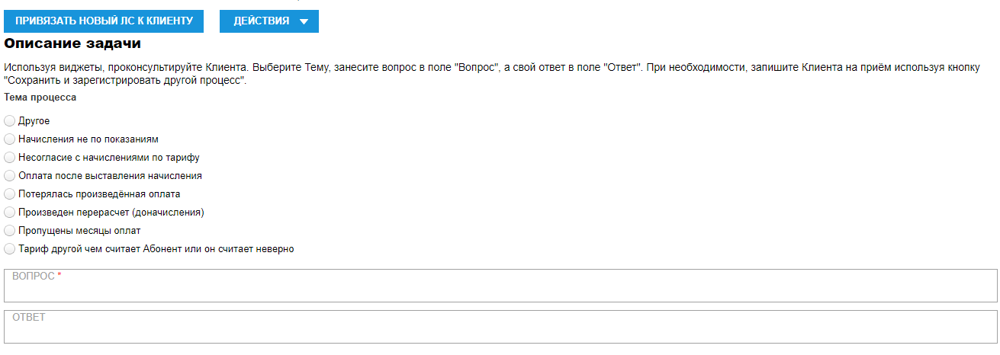 ПРИВЯЗАТЬ НОВЫЙ ЛС К КЛИЕНТУ ДЕЙСТВИЯ
Описание задачи
Используя виджеты, проконсультируйте Клиента. Выберите Тему, занесите вопрос в поле "Вопрос", а свой ответ в поле "Ответ". При необходимости, запишите Клиента на приём используя кнопку
"Сохранить и зарегистрировать другой процесс".
Тема процесса
Другое
Начисления не по показаниям
Несогласие с начислениями по тарифу
Оплата после выставления начисления
Потерялась произведённая оплата
Произведен перерасчет (доначисления)
Пропущены месяцы оплат
Тариф другой чем считает Абонент или он считает неверно
ВОПРОС *
ОТВЕТ